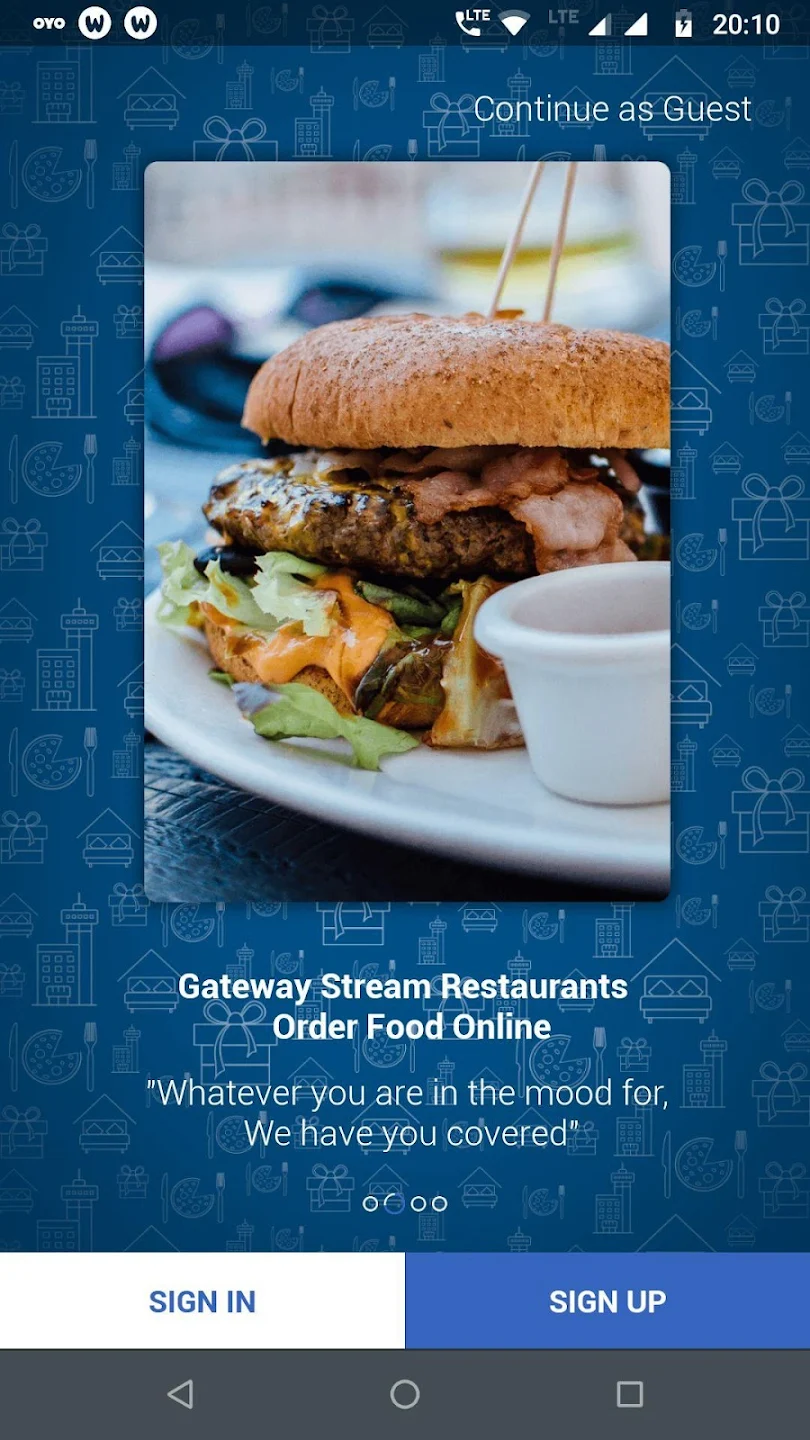 OYO W W LTE LTE 20:10
Continue as Guest
Gateway Stream Restaurants
Order Food Online
"Whatever you are in the mood for,
We have you covered"
SIGN IN SIGN UP